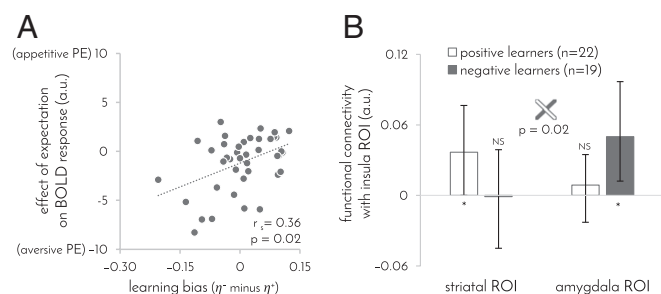 A
(appetitive PE) 10
5
0
-5
(aversive PE) -10
effect of expectation
on BOLD response (a.u.)
r s = 0.36
p = 0.02
-0.30 -0.15 0 0.15
learning bias (η- minus η+)
B
0.12
0.06
0
-0.06
functional connectivity
with insula ROI (a.u.)
positive learners (n=22)
negative learners (n=19)
p = 0.02
NS NS
* *
striatal ROI amygdala ROI